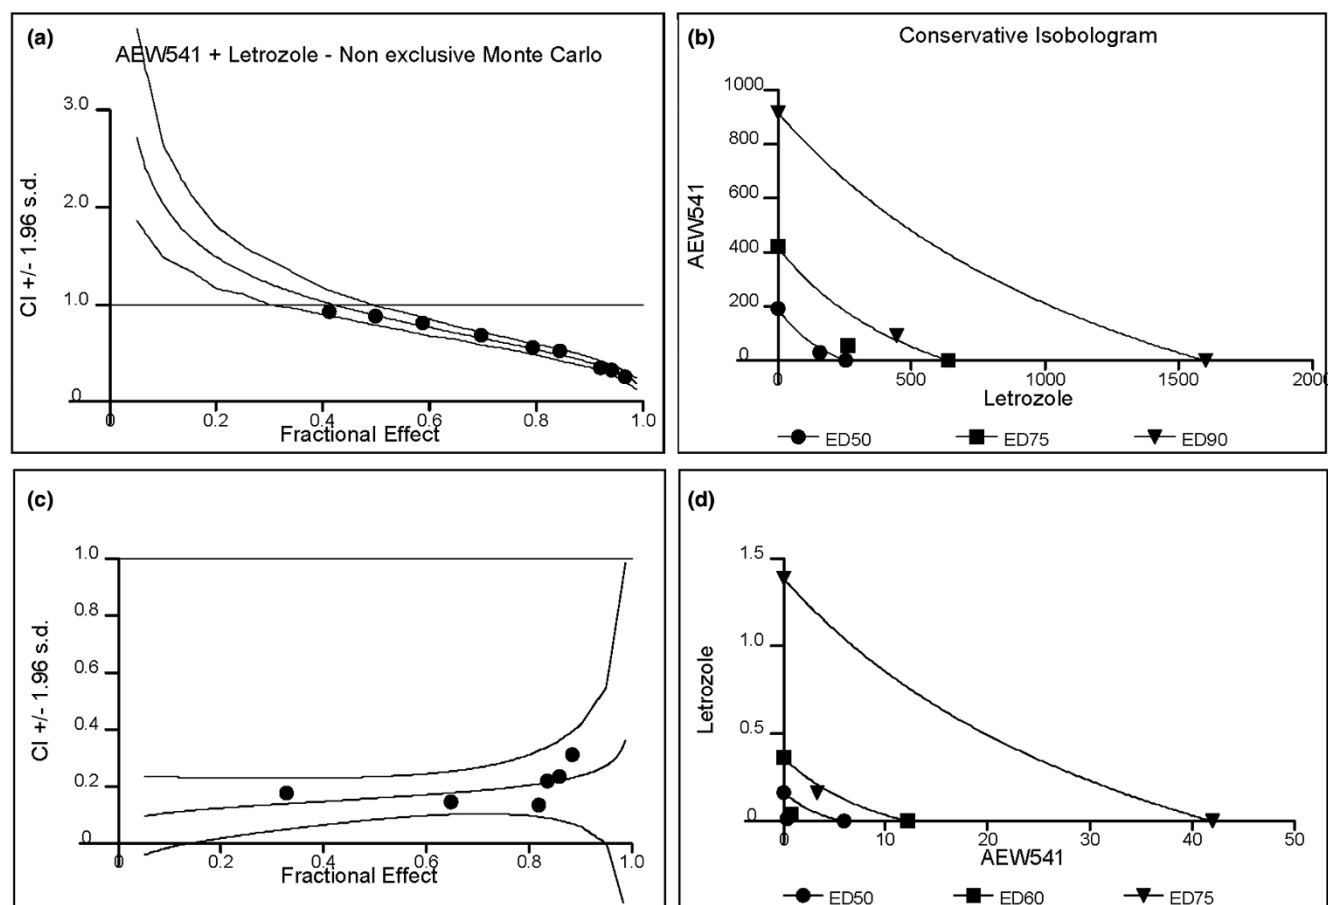 (a)
AEW541 + Letrozole - Non exclusive Monte Carlo
3.0
2.0
1.0
0
CI +/- 1.96 s.d.
0 0.2 0.4 0.6 0.8 1.0
Fractional Effect
(b)
Conservative Isobologram
1000
800
600
400
200
0
AEW541
0 500 1000 1500 2000
Letrozole
ED50 ED75 ED90
(c)
1.0
0.8
0.6
0.4
0.2
0
CI +/- 1.96 s.d.
0 0.2 0.4 0.6 0.8 1.0
Fractional Effect
(d)
1.5
1.0
0.5
0
Letrozole
0 10 20 30 40 50
AEW541
ED50 ED60 ED75